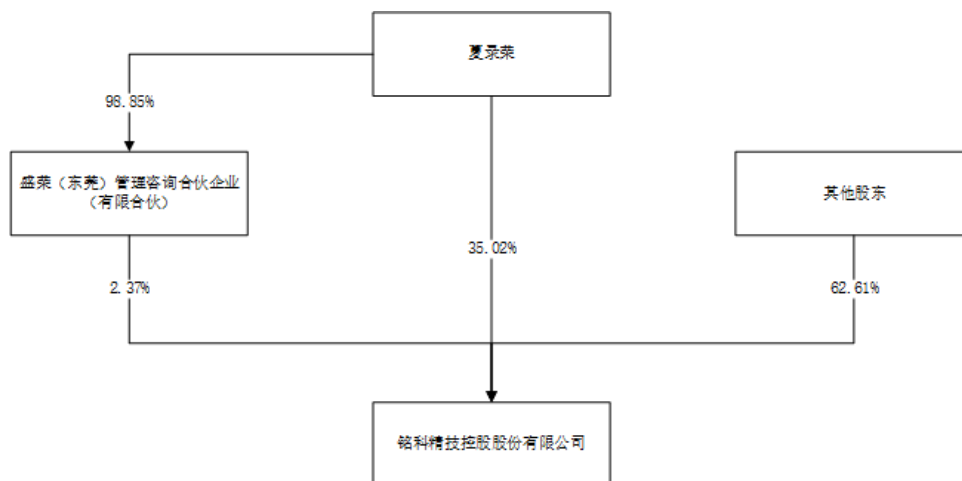 夏录荣
98.85%
盛荣（东莞）管理咨询合伙企业
（有限合伙）
其他股东
35.02%
2.37%
62.61%
铭科精技控股股份有限公司